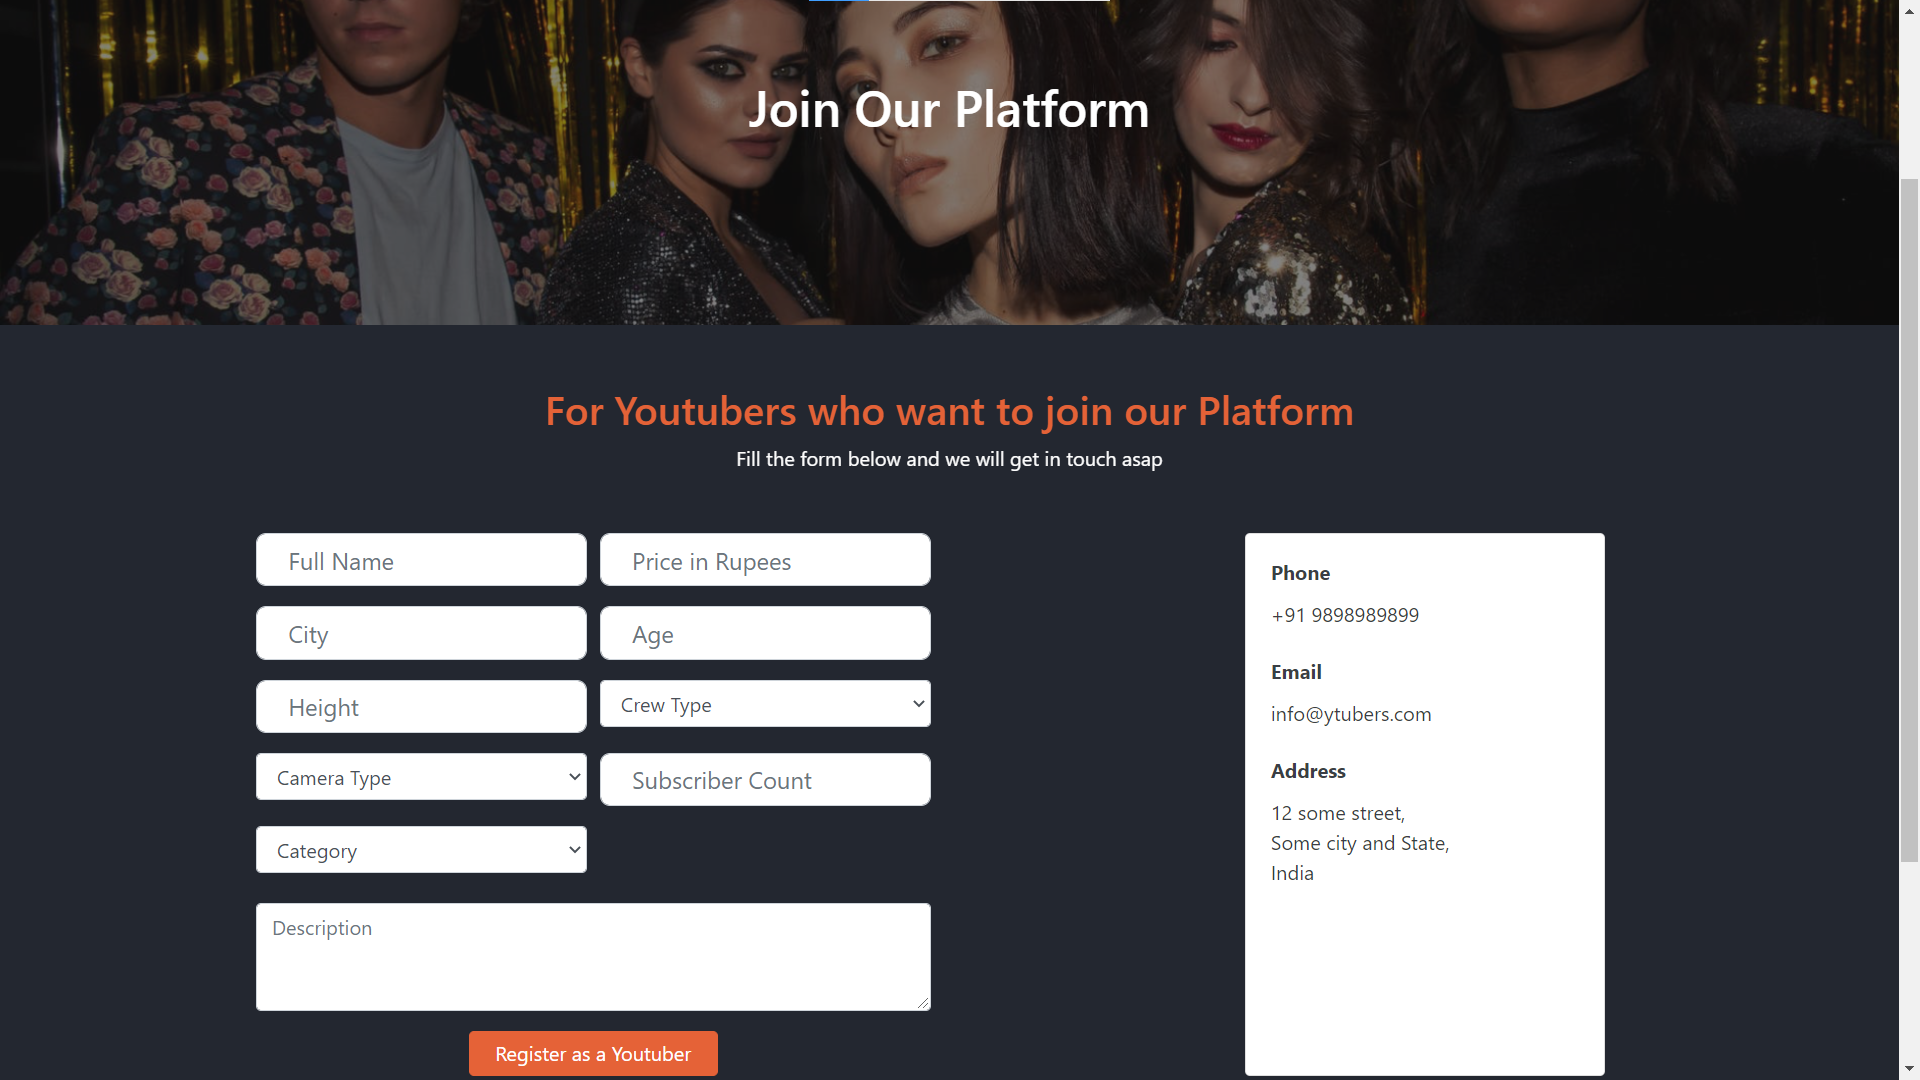 Join Our Platform
For Youtubers who want to join our Platform
Fill the form below and we will get in touch asap
Full Name
Price in Rupees
City
Age
Height
Crew Type
Camera Type
Subscriber Count
Category
Description
Register as a Youtuber
Phone
+91 9898989899
Email
info@ytubers.com
Address
12 some street,
Some city and State,
India